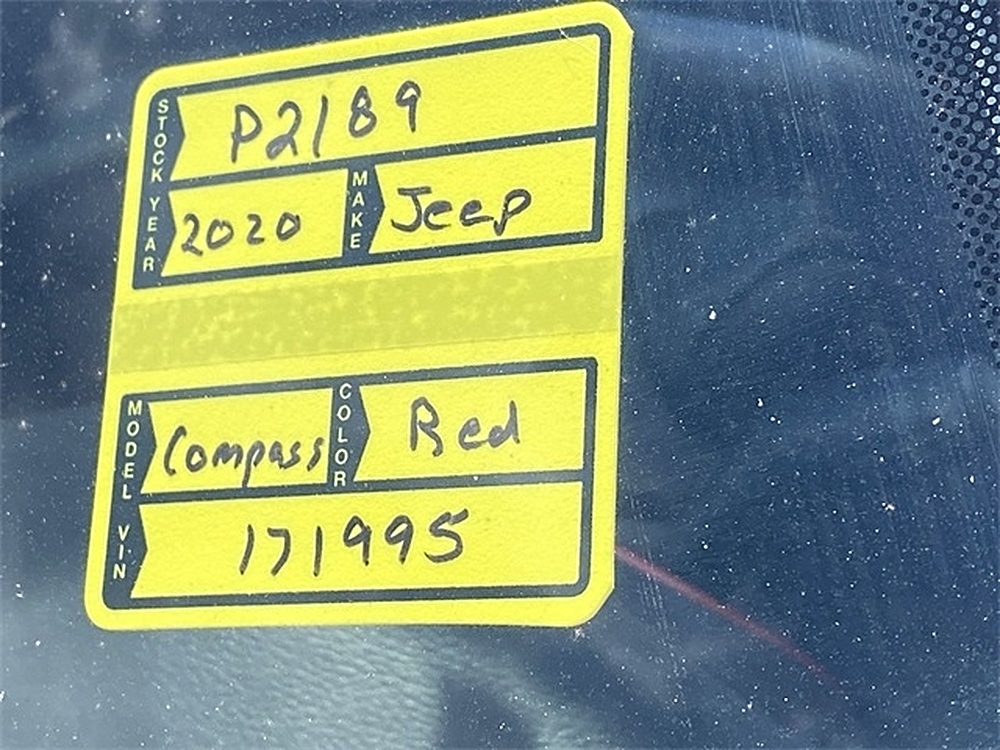 STOCK P2189
YEAR 2020 MAKE Jeep
MODEL Compass COLOR Red
VIN 171995